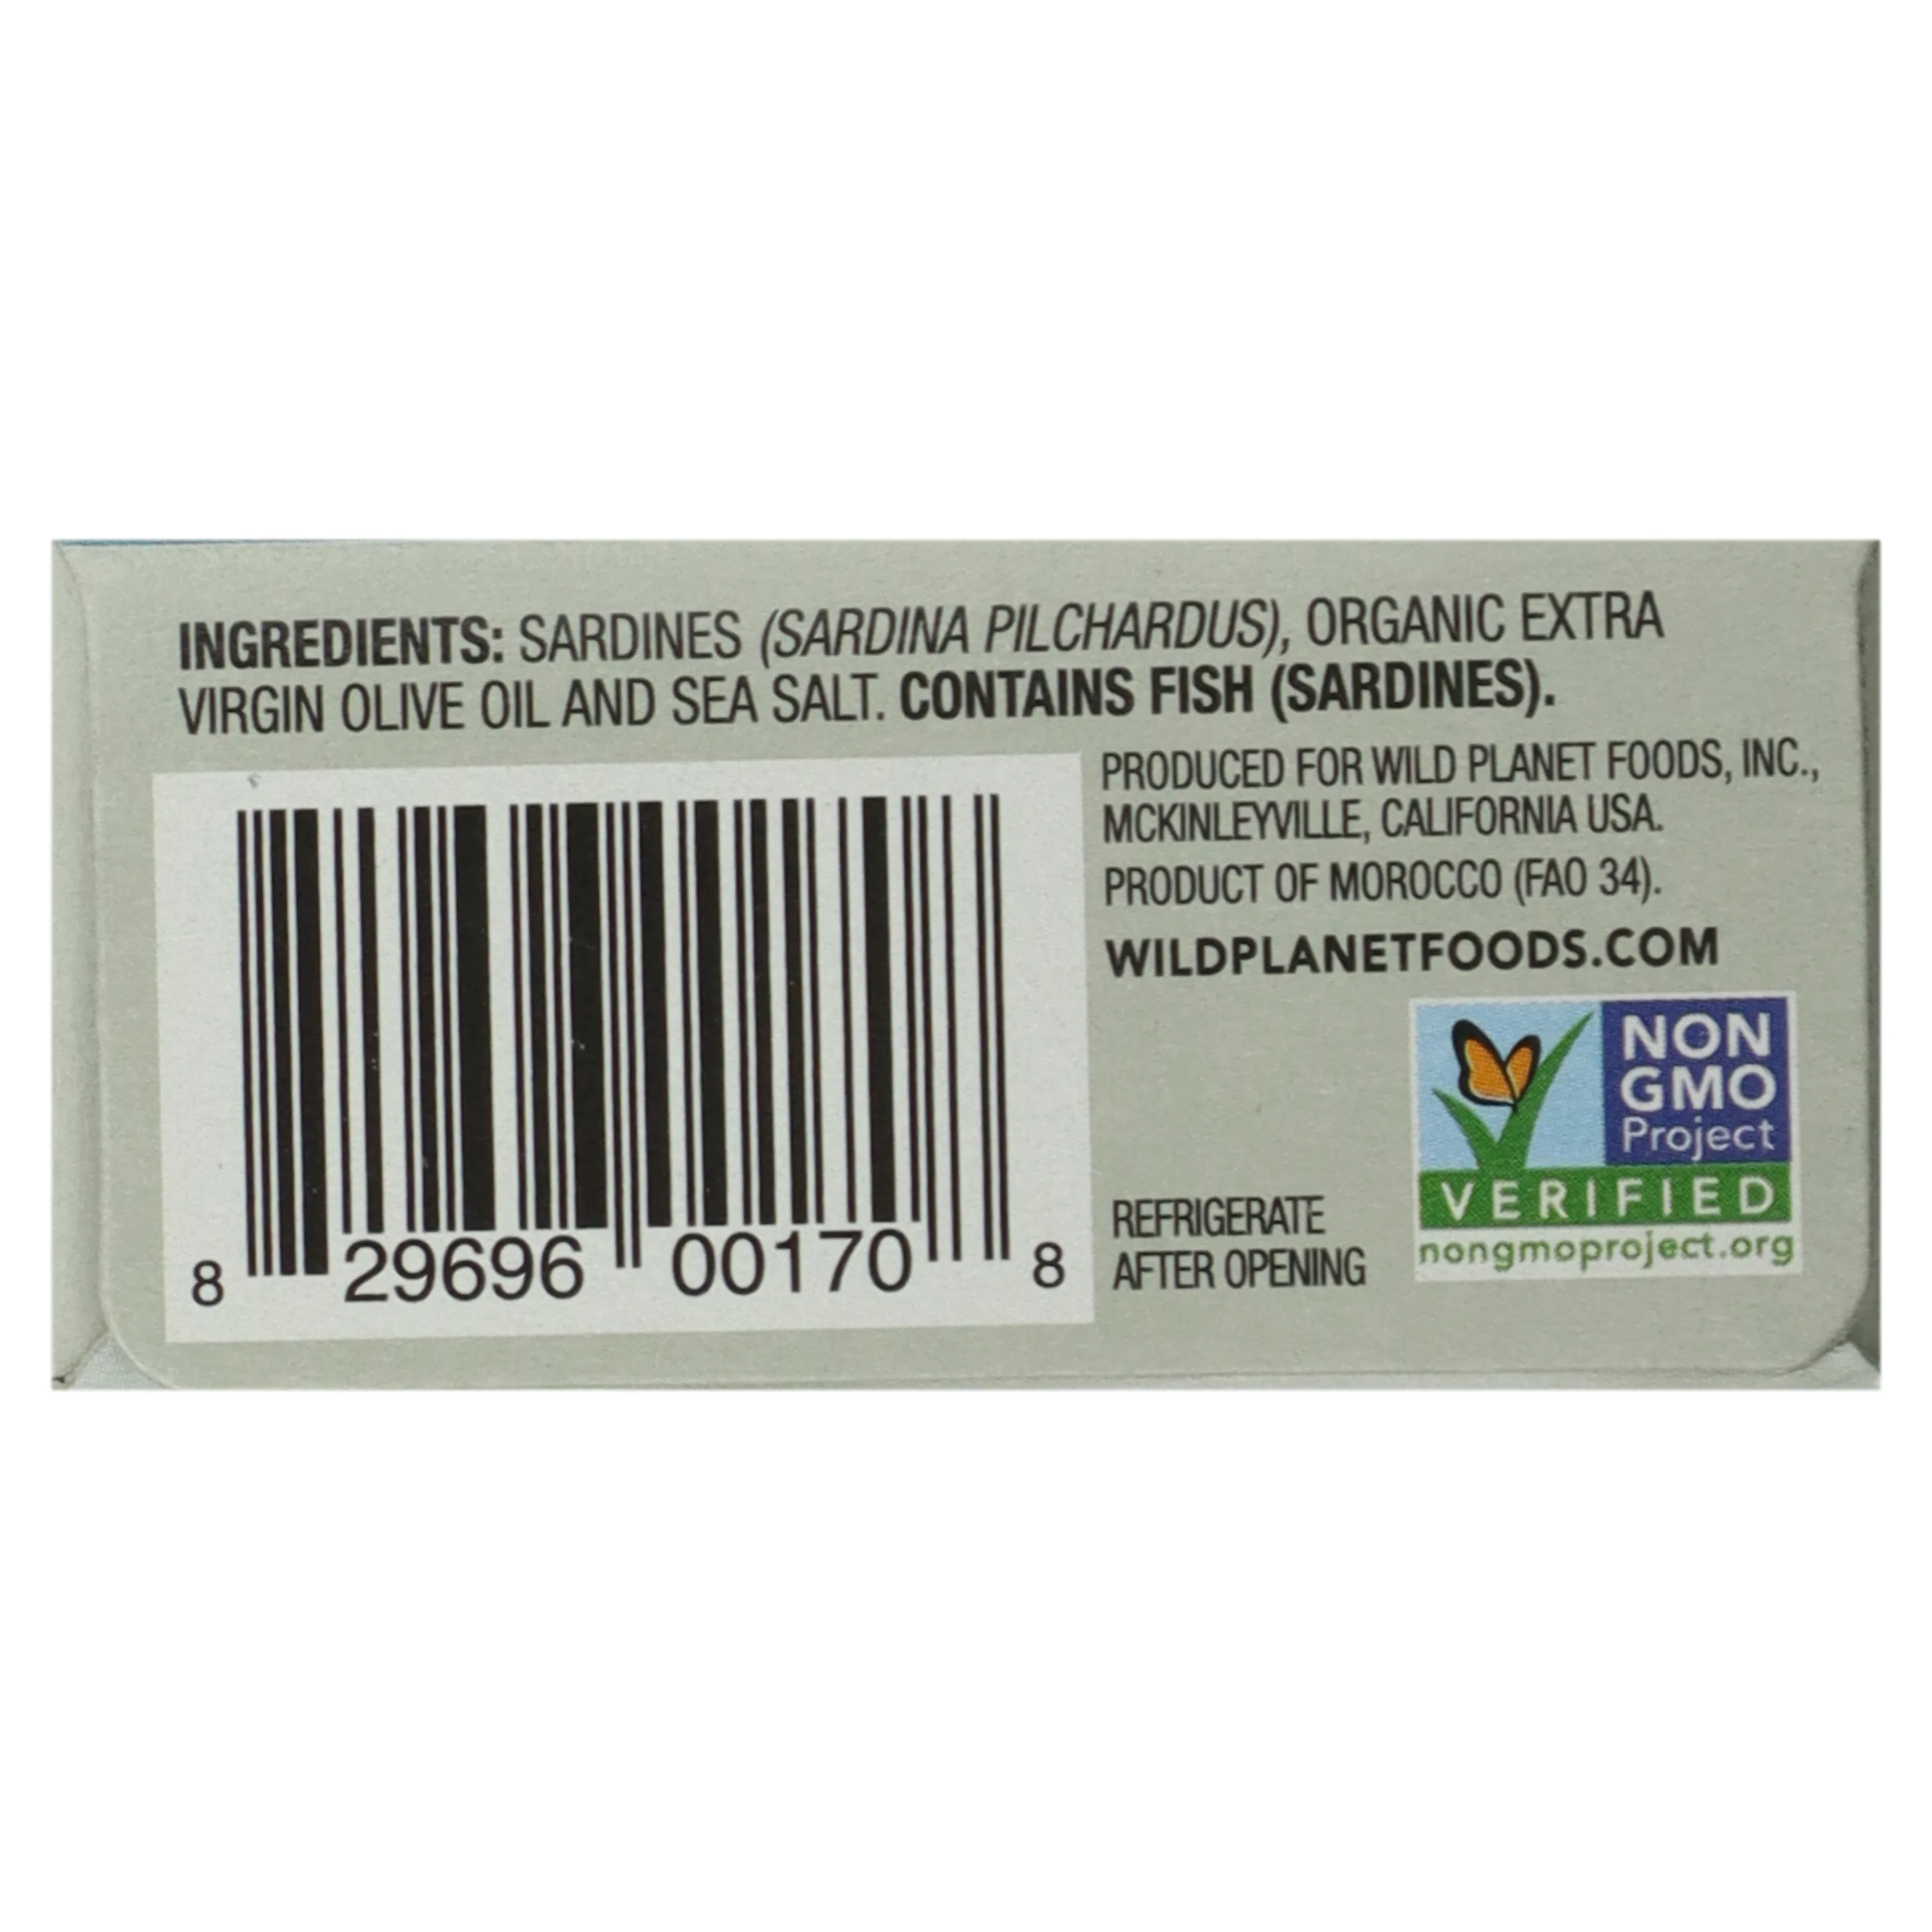 INGREDIENTS: SARDINES (SARDINA PILCHARDUS), ORGANIC EXTRA
VIRGIN OLIVE OIL AND SEA SALT. CONTAINS FISH (SARDINES).
PRODUCED FOR WILD PLANET FOODS, INC.,
MCKINLEYVILLE, CALIFORNIA USA.
PRODUCT OF MOROCCO (FAO 34).
WILDPLANETFOODS.COM
8 29696 00170 8
REFRIGERATE
AFTER OPENING
NON
GMO
Project
VERIFIED
nongmoproject.org